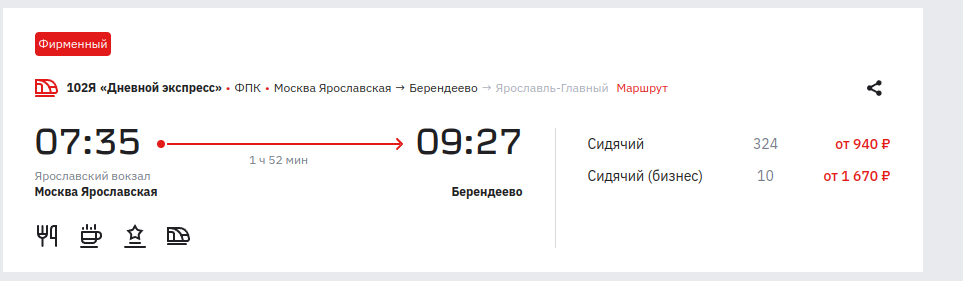 Фирменный
102Я «Дневной экспресс» • ФПК • Москва Ярославская → Берендеево → Ярославль-Главный Маршрут
07:35
09:27
1 ч 52 мин
Ярославский вокзал
Москва Ярославская
Берендеево
Сидячий 324 от 940 ₽
Сидячий (бизнес) 10 от 1 670 ₽